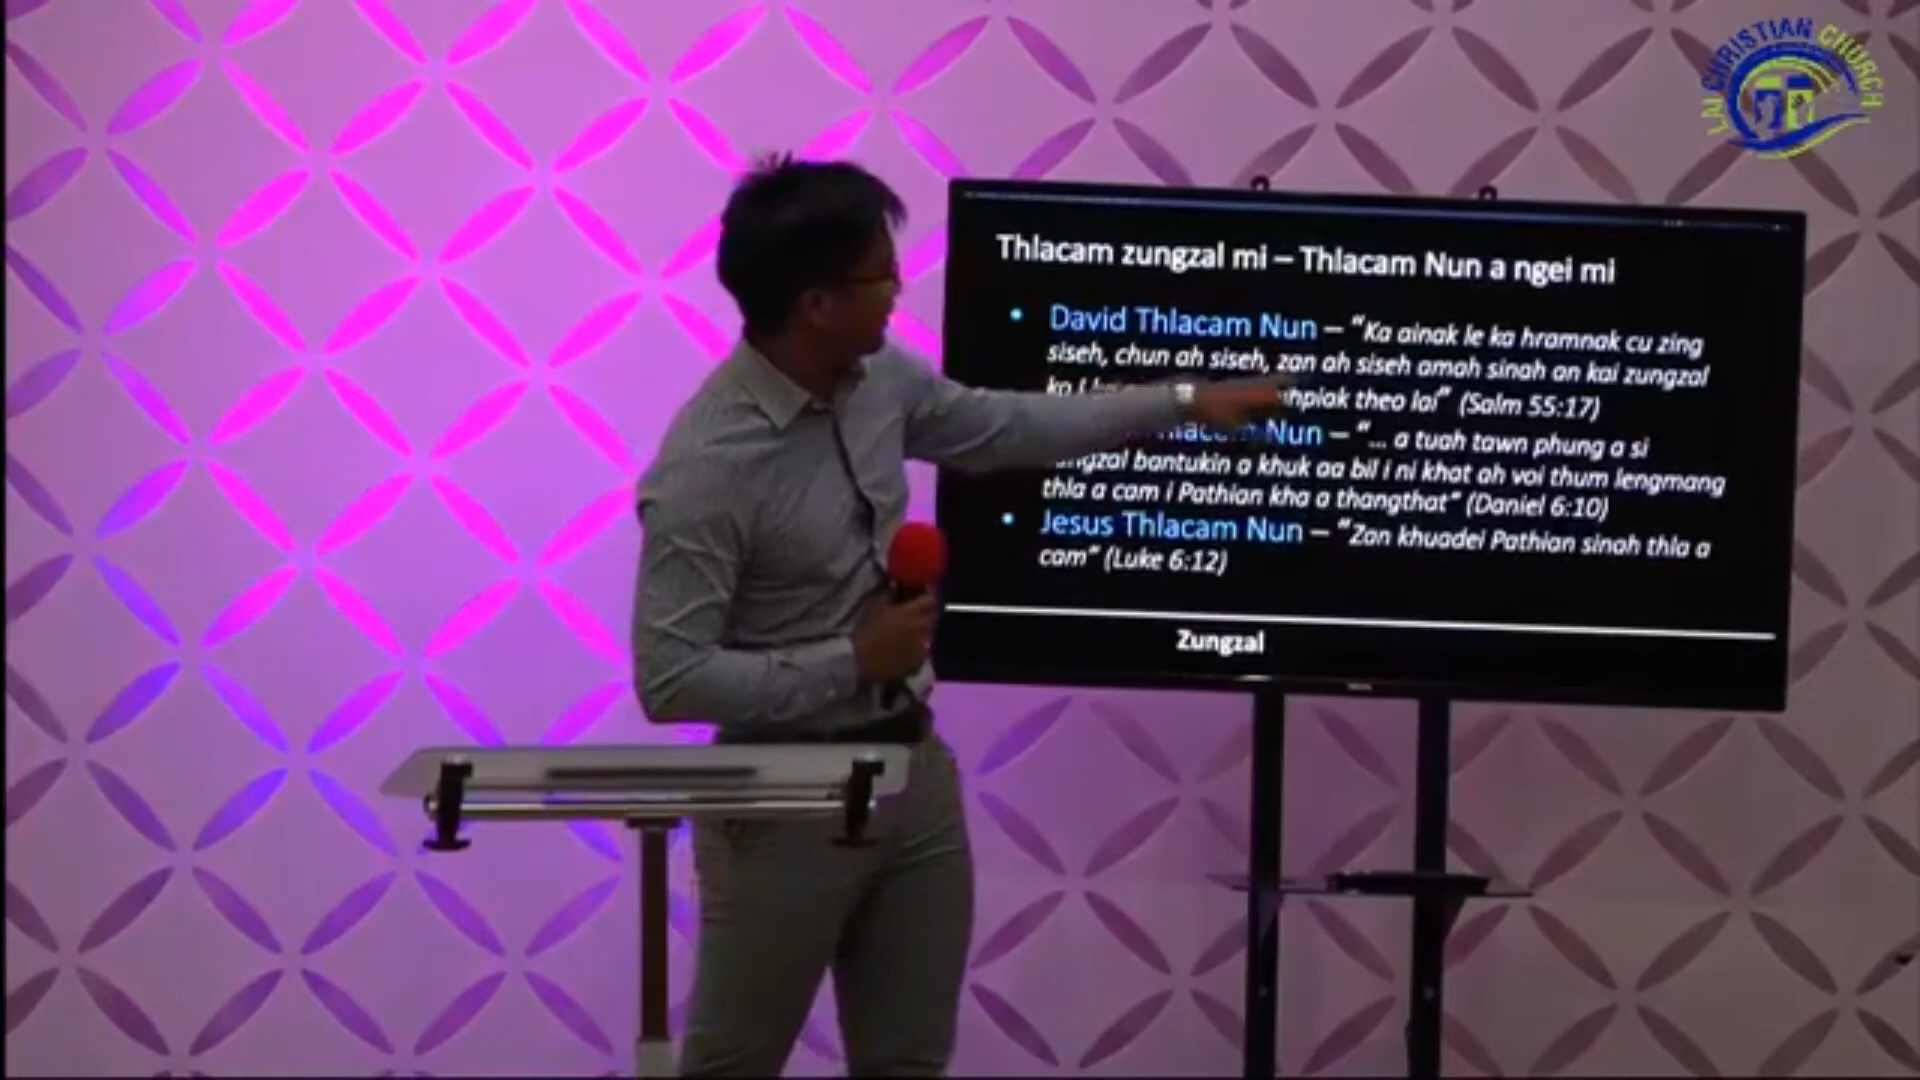 LAI CHRISTIAN CHURCH
Thlacam zungzal mi – Thlacam Nun a ngei mi
• David Thlacam Nun – “Ka ainak le ka hramnak cu zing
siseh, chun ah siseh, zan ah siseh amah sinah an kai zungzal
theo lai” (Salm 55:17)
Nun – “... a tuah tawn phung a si
bantukin a khuk aa bil i ni khat ah voi thum lengmang
thla a cam i Pathian kha a thangthat” (Daniel 6:10)
• Jesus Thlacam Nun – “Zan khuadei Pathian sinah thla a
cam” (Luke 6:12)
Zungzal